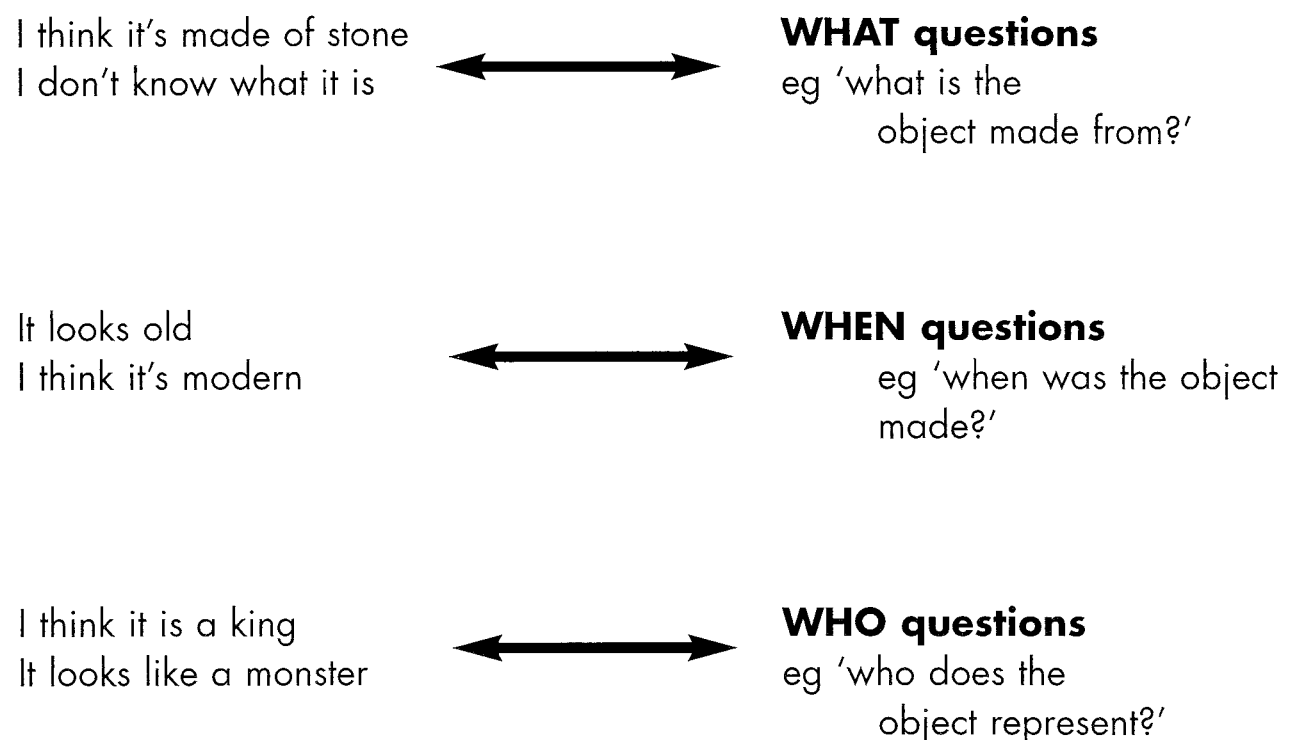 I think it's made of stone
I don't know what it is
WHAT questions
eg 'what is the
object made from?'
It looks old
I think it's modern
WHEN questions
eg 'when was the object
made?'
I think it is a king
It looks like a monster
WHO questions
eg 'who does the
object represent?'